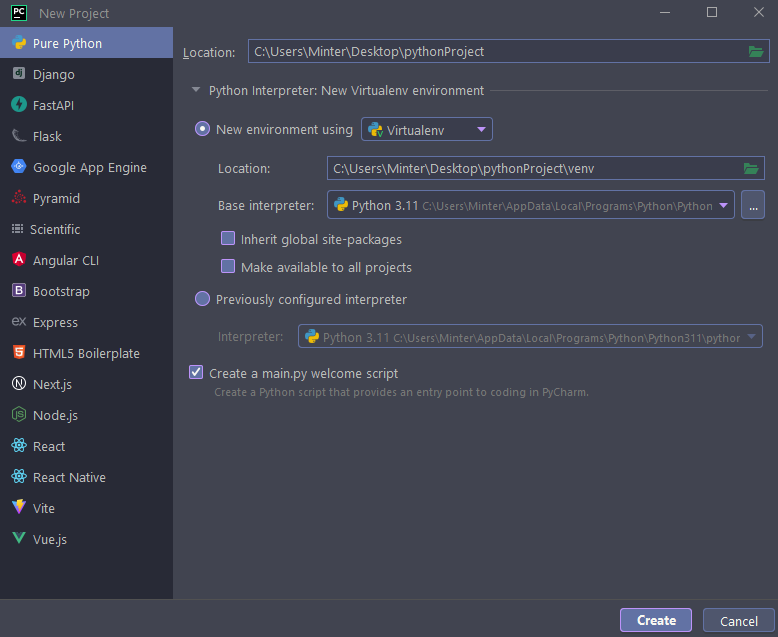 PC New Project
Pure Python
Django
FastAPI
Flask
Google App Engine
Pyramid
Scientific
Angular CLI
Bootstrap
Express
HTML5 Boilerplate
Next.js
Node.js
React
React Native
Vite
Vue.js
Location: C:\Users\Minter\Desktop\pythonProject
Python Interpreter: New Virtualenv environment
New environment using Virtualenv
Location: C:\Users\Minter\Desktop\pythonProject\venv
Base interpreter: Python 3.11 C:\Users\Minter\AppData\Local\Programs\Python\Python ...
Inherit global site-packages
Make available to all projects
Previously configured interpreter
Interpreter: Python 3.11 C:\Users\Minter\AppData\Local\Programs\Python\Python311\pythor
Create a main.py welcome script
Create a Python script that provides an entry point to coding in PyCharm.
Create Cancel